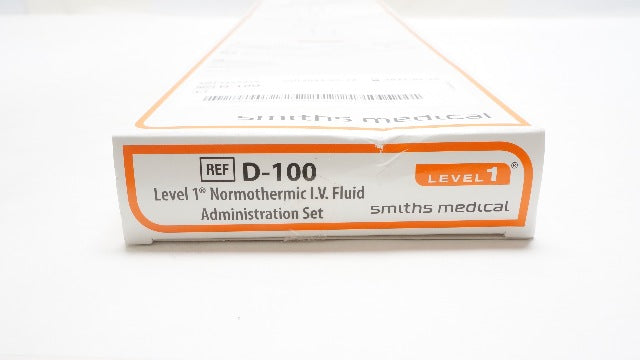 smiths medical
REF D-100
Level 1® Normothermic I.V. Fluid
Administration Set
LEVEL 1®
smiths medical